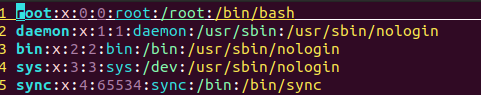 1 root:x:0:0:root:/root:/bin/bash
2 daemon:x:1:1:daemon:/usr/sbin:/usr/sbin/nologin
3 bin:x:2:2:bin:/bin:/usr/sbin/nologin
4 sys:x:3:3:sys:/dev:/usr/sbin/nologin
5 sync:x:4:65534:sync:/bin:/bin/sync